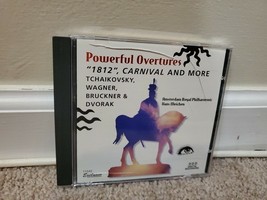 Powerful Overtures
"1812", CARNIVAL AND MORE
TCHAIKOVSKY,
WAGNER,
BRUCKNER &
DVORAK
Amsterdam Royal Philharmonic